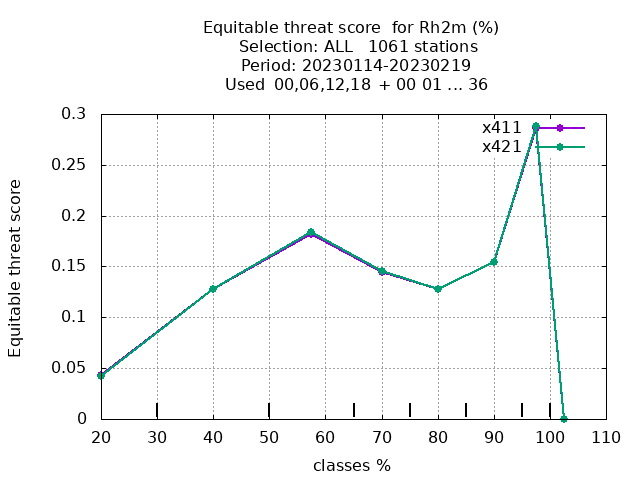 Equitable threat score  for Rh2m (%)
Selection: ALL   1061 stations
Period: 20230114-20230219
Used  00,06,12,18  + 00 01 ... 36
x411
x421
0.3
0.25
0.2
0.15
0.1
0.05
0
Equitable threat score
20 30 40 50 60 70 80 90 100 110
classes %